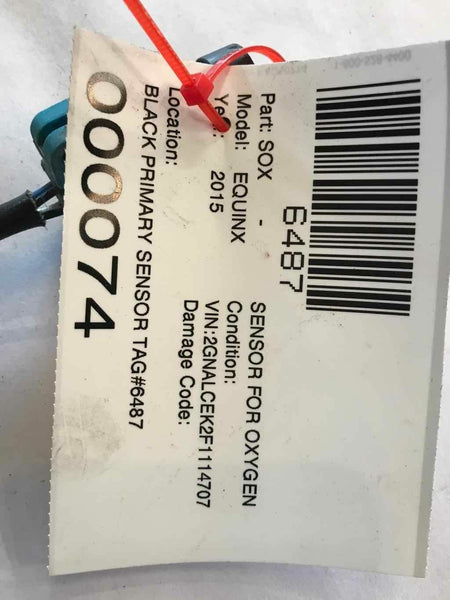 6487
Part: SOX - SENSOR FOR OXYGEN
Model: EQUINX Condition:
2015 VIN:2GNALCEK2F1114707
Location: Damage Code:
BLACK PRIMARY SENSOR TAG#6487
000074